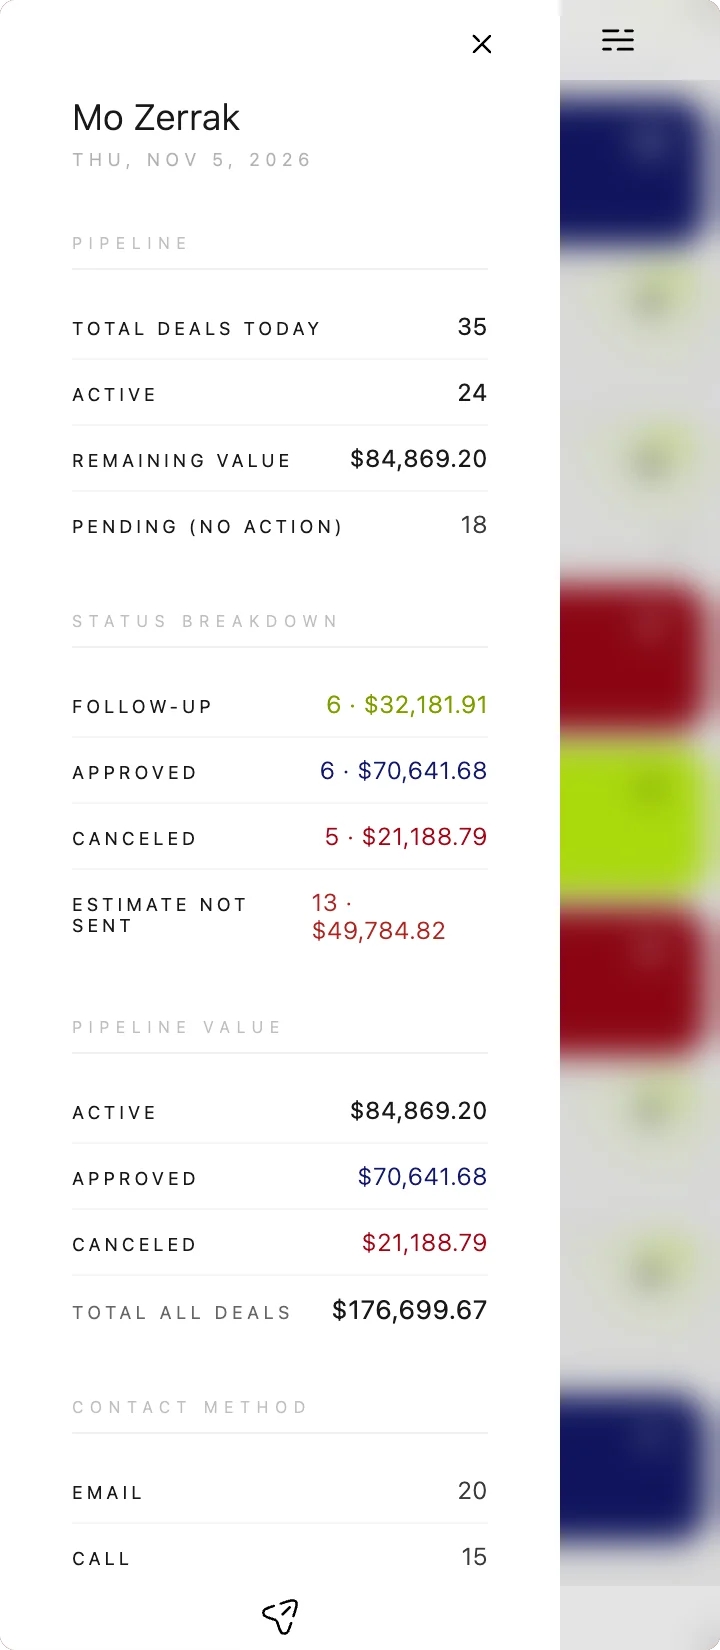 Mo Zerrak
THU, NOV 5, 2026
PIPELINE
TOTAL DEALS TODAY 35
ACTIVE 24
REMAINING VALUE $84,869.20
PENDING (NO ACTION) 18
STATUS BREAKDOWN
FOLLOW-UP 6 · $32,181.91
APPROVED 6 · $70,641.68
CANCELED 5 · $21,188.79
ESTIMATE NOT 13 ·
SENT $49,784.82
PIPELINE VALUE
ACTIVE $84,869.20
APPROVED $70,641.68
CANCELED $21,188.79
TOTAL ALL DEALS $176,699.67
CONTACT METHOD
EMAIL 20
CALL 15